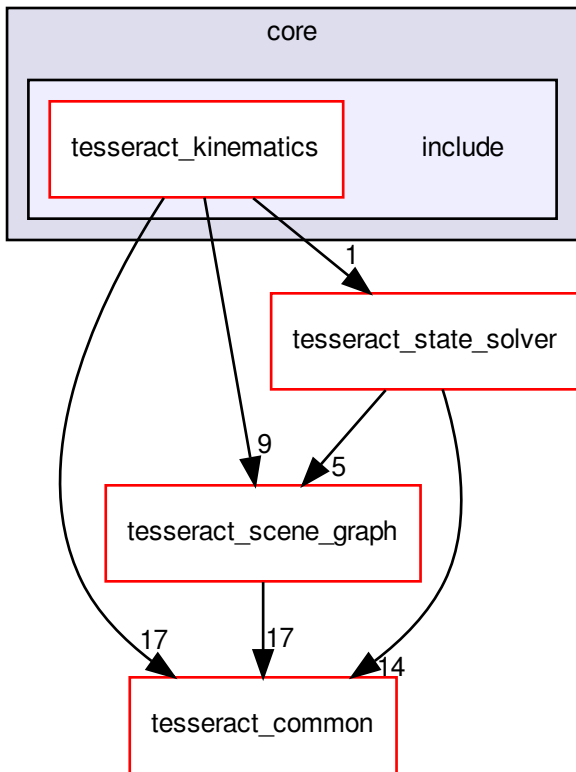 core
tesseract_kinematics
include
1
tesseract_state_solver
9
5
tesseract_scene_graph
17
17
14
tesseract_common